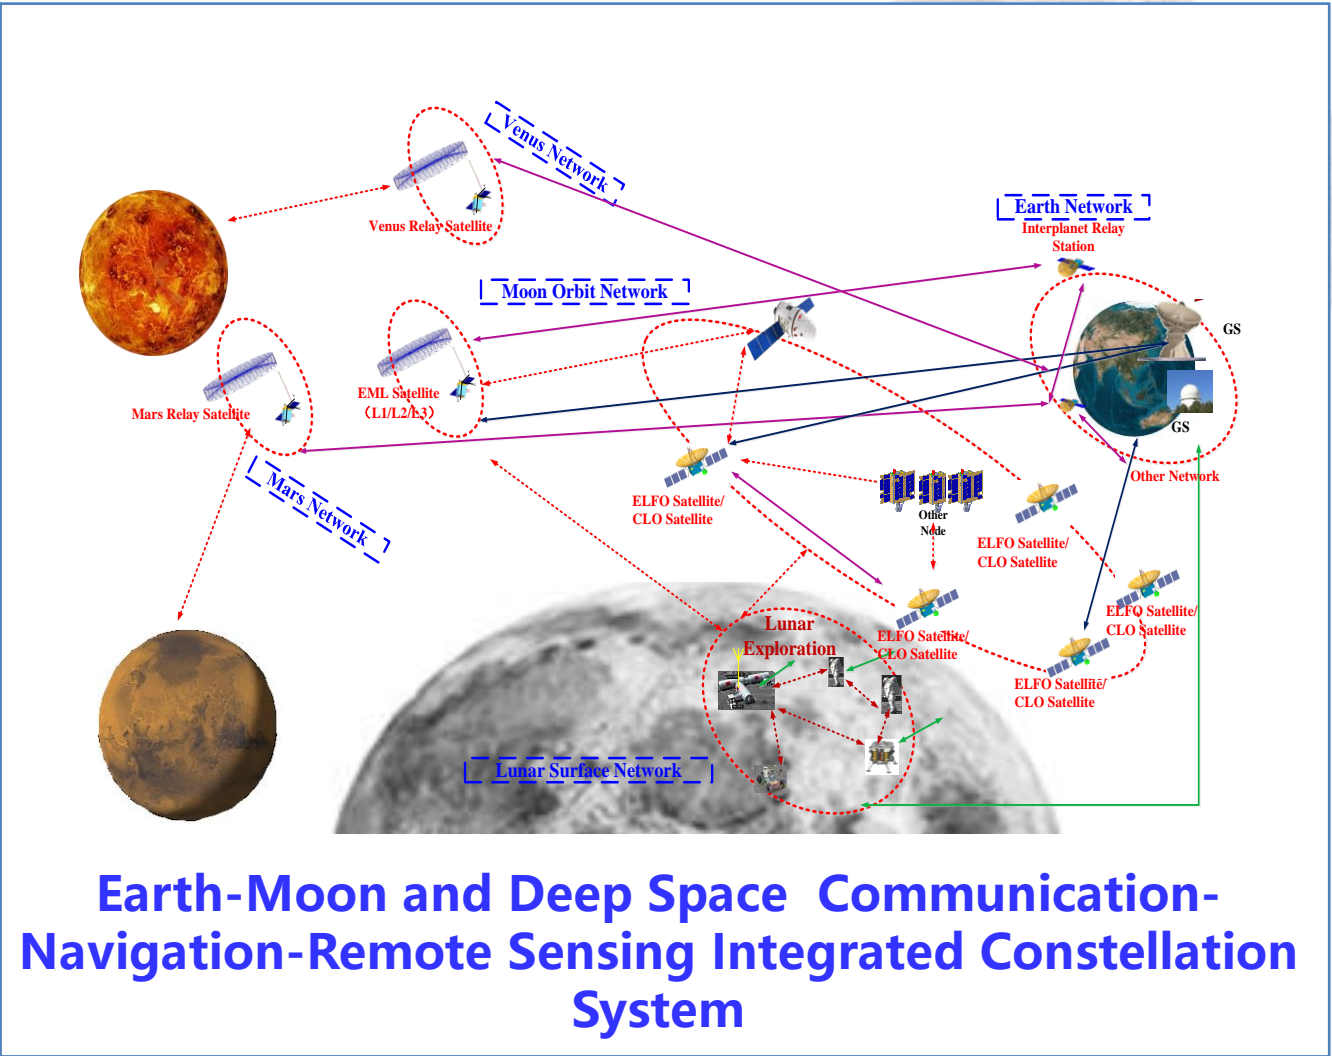 Venus Network
Earth Network
Interplanet Relay
Station
Venus Relay Satellite
Moon Orbit Network
GS
EML Satellite
（L1/L2/L3）
Mars Relay Satellite
GS
Mars Network
Other Network
ELFO Satellite/
CLO Satellite
Other
Node
ELFO Satellite/
CLO Satellite
ELFO Satellite/
CLO Satellite
Lunar
Exploration
ELFO Satellite/
CLO Satellite
ELFO Satellite/
CLO Satellite
Lunar Surface Network
Earth-Moon and Deep Space  Communication-
Navigation-Remote Sensing Integrated Constellation
System